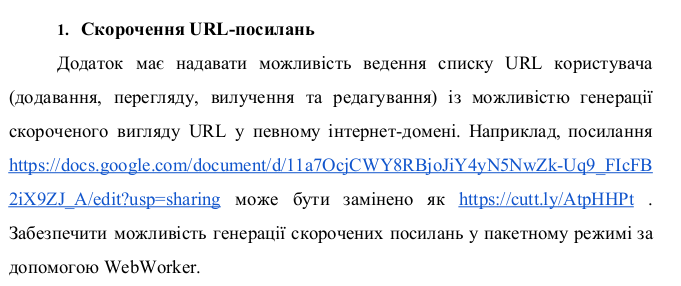 1. Скорочення URL-посилань
Додаток має надавати можливість ведення списку URL користувача
(додавання, перегляду, вилучення та редагування) із можливістю генерації
скороченого вигляду URL у певному інтернет-домені. Наприклад, посилання
https://docs.google.com/document/d/11a7OcjCWY8RBjoJiY4yN5NwZk-Uq9_FIcFB
2iX9ZJ_A/edit?usp=sharing може бути замінено як https://cutt.ly/AtpHHPt .
Забезпечити можливість генерації скорочених посилань у пакетному режимі за
допомогою WebWorker.